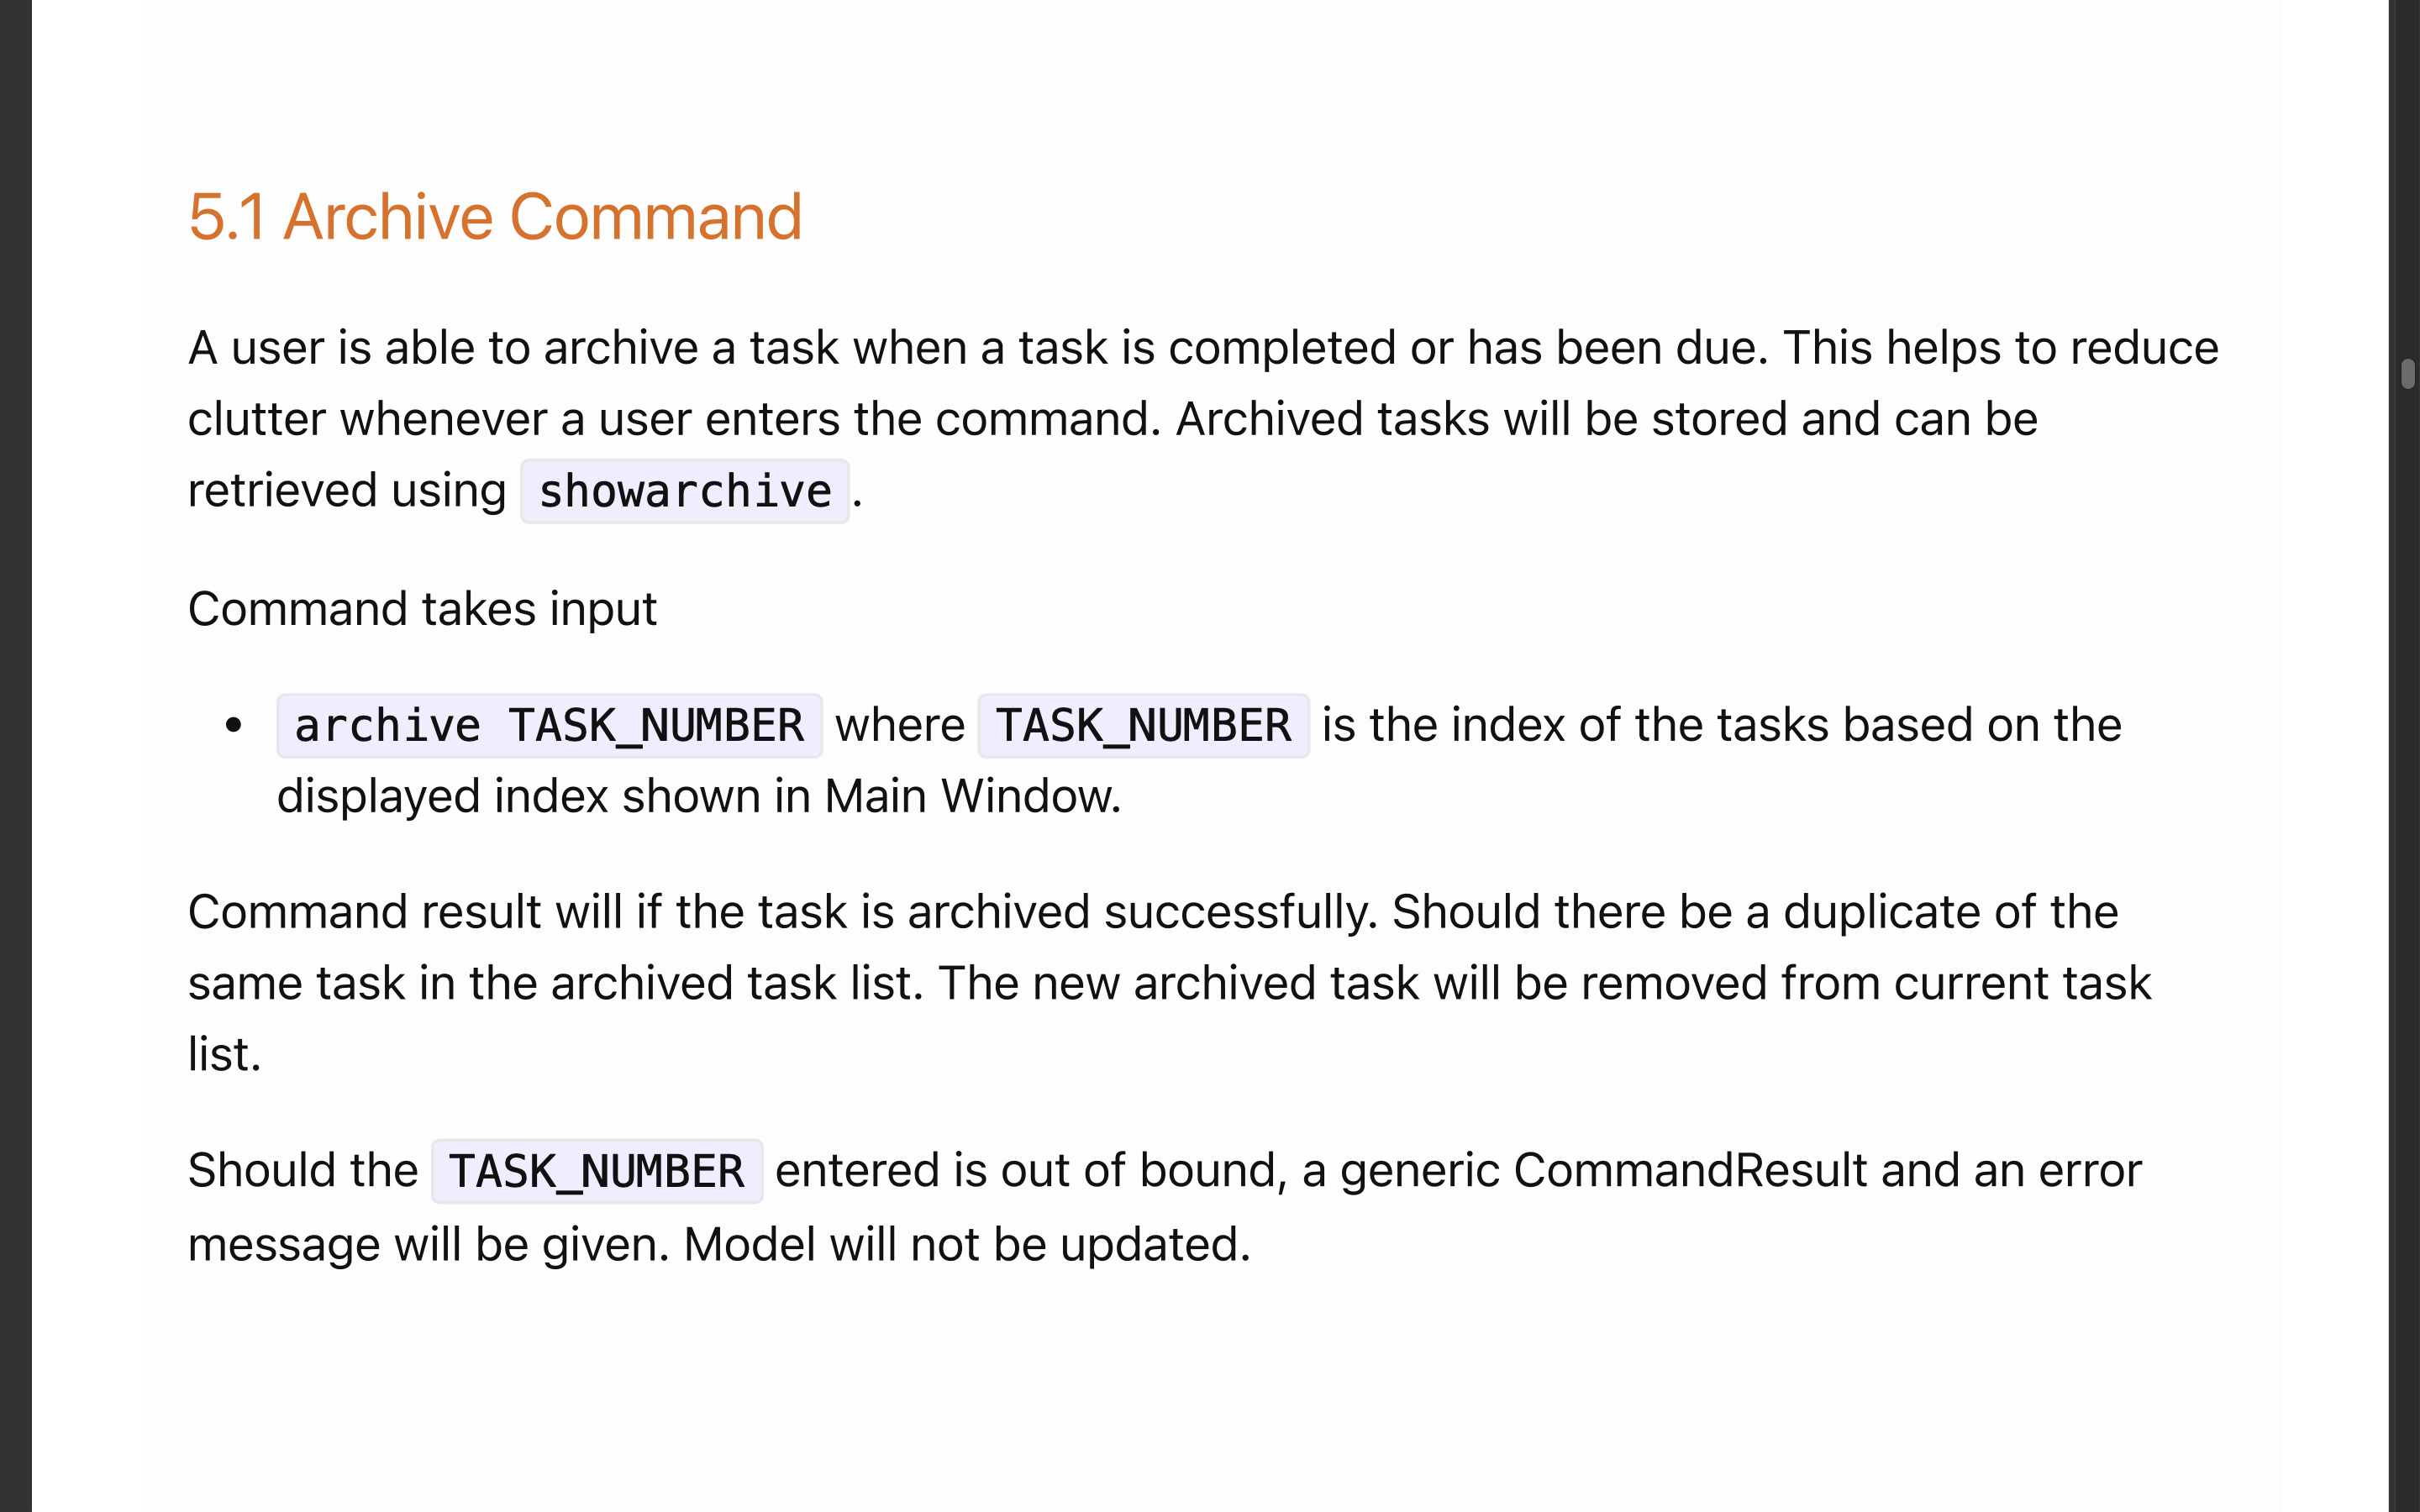 5.1 Archive Command
A user is able to archive a task when a task is completed or has been due. This helps to reduce
clutter whenever a user enters the command. Archived tasks will be stored and can be
retrieved using showarchive.
Command takes input
• archive TASK_NUMBER where TASK_NUMBER is the index of the tasks based on the
displayed index shown in Main Window.
Command result will if the task is archived successfully. Should there be a duplicate of the
same task in the archived task list. The new archived task will be removed from current task
list.
Should the TASK_NUMBER entered is out of bound, a generic CommandResult and an error
message will be given. Model will not be updated.